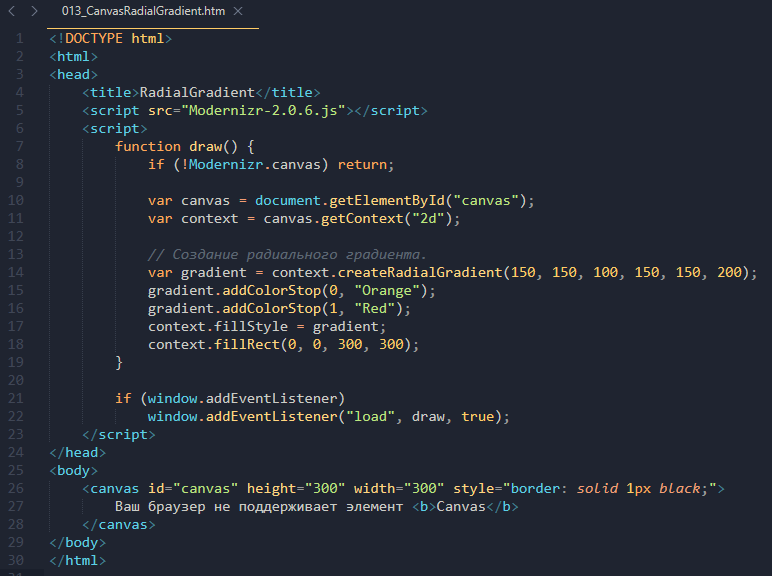 013_CanvasRadialGradient.htm
1 <!DOCTYPE html>
2 <html>
3 <head>
4     <title>RadialGradient</title>
5     <script src="Modernizr-2.0.6.js"></script>
6     <script>
7         function draw() {
8             if (!Modernizr.canvas) return;
9
10             var canvas = document.getElementById("canvas");
11             var context = canvas.getContext("2d");
12
13             // Создание радиального градиента.
14             var gradient = context.createRadialGradient(150, 150, 100, 150, 150, 200);
15             gradient.addColorStop(0, "Orange");
16             gradient.addColorStop(1, "Red");
17             context.fillStyle = gradient;
18             context.fillRect(0, 0, 300, 300);
19         }
20
21         if (window.addEventListener)
22             window.addEventListener("load", draw, true);
23     </script>
24 </head>
25 <body>
26     <canvas id="canvas" height="300" width="300" style="border: solid 1px black;">
27         Ваш браузер не поддерживает элемент <b>Canvas</b>
28     </canvas>
29 </body>
30 </html>